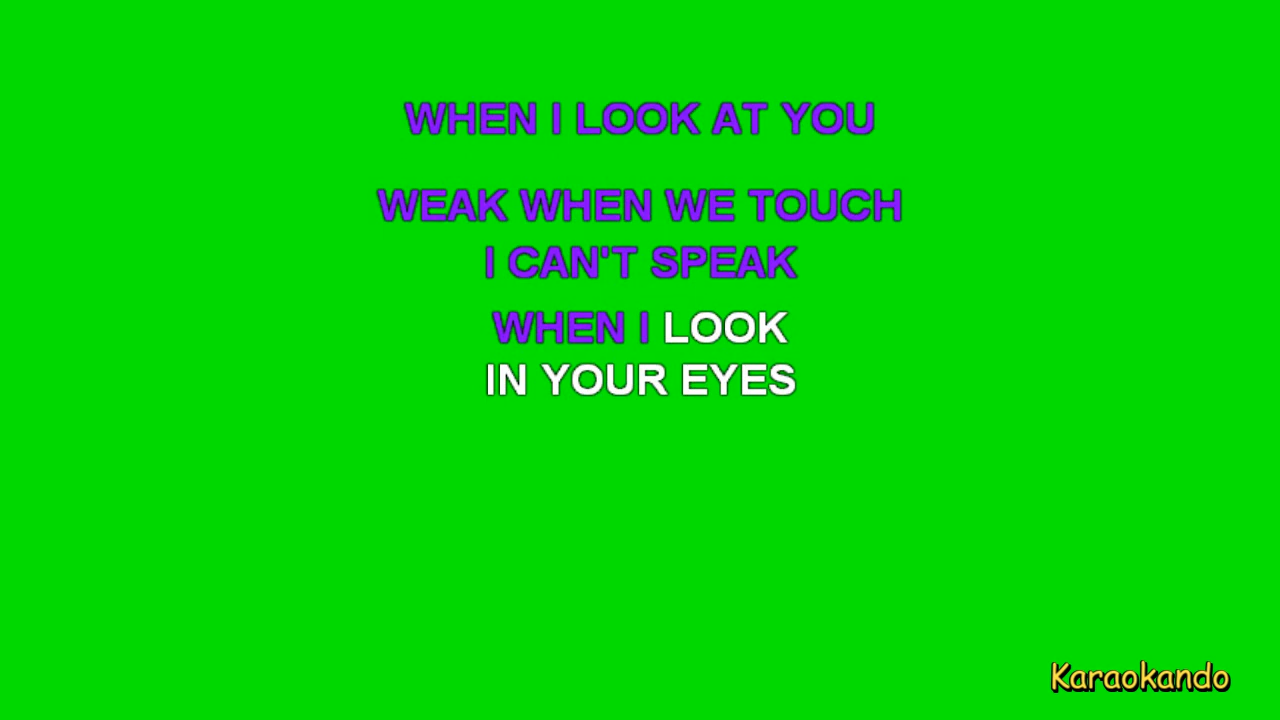 WHEN I LOOK AT YOU
WEAK WHEN WE TOUCH
I CAN'T SPEAK
WHEN I LOOK
IN YOUR EYES
Karaokando